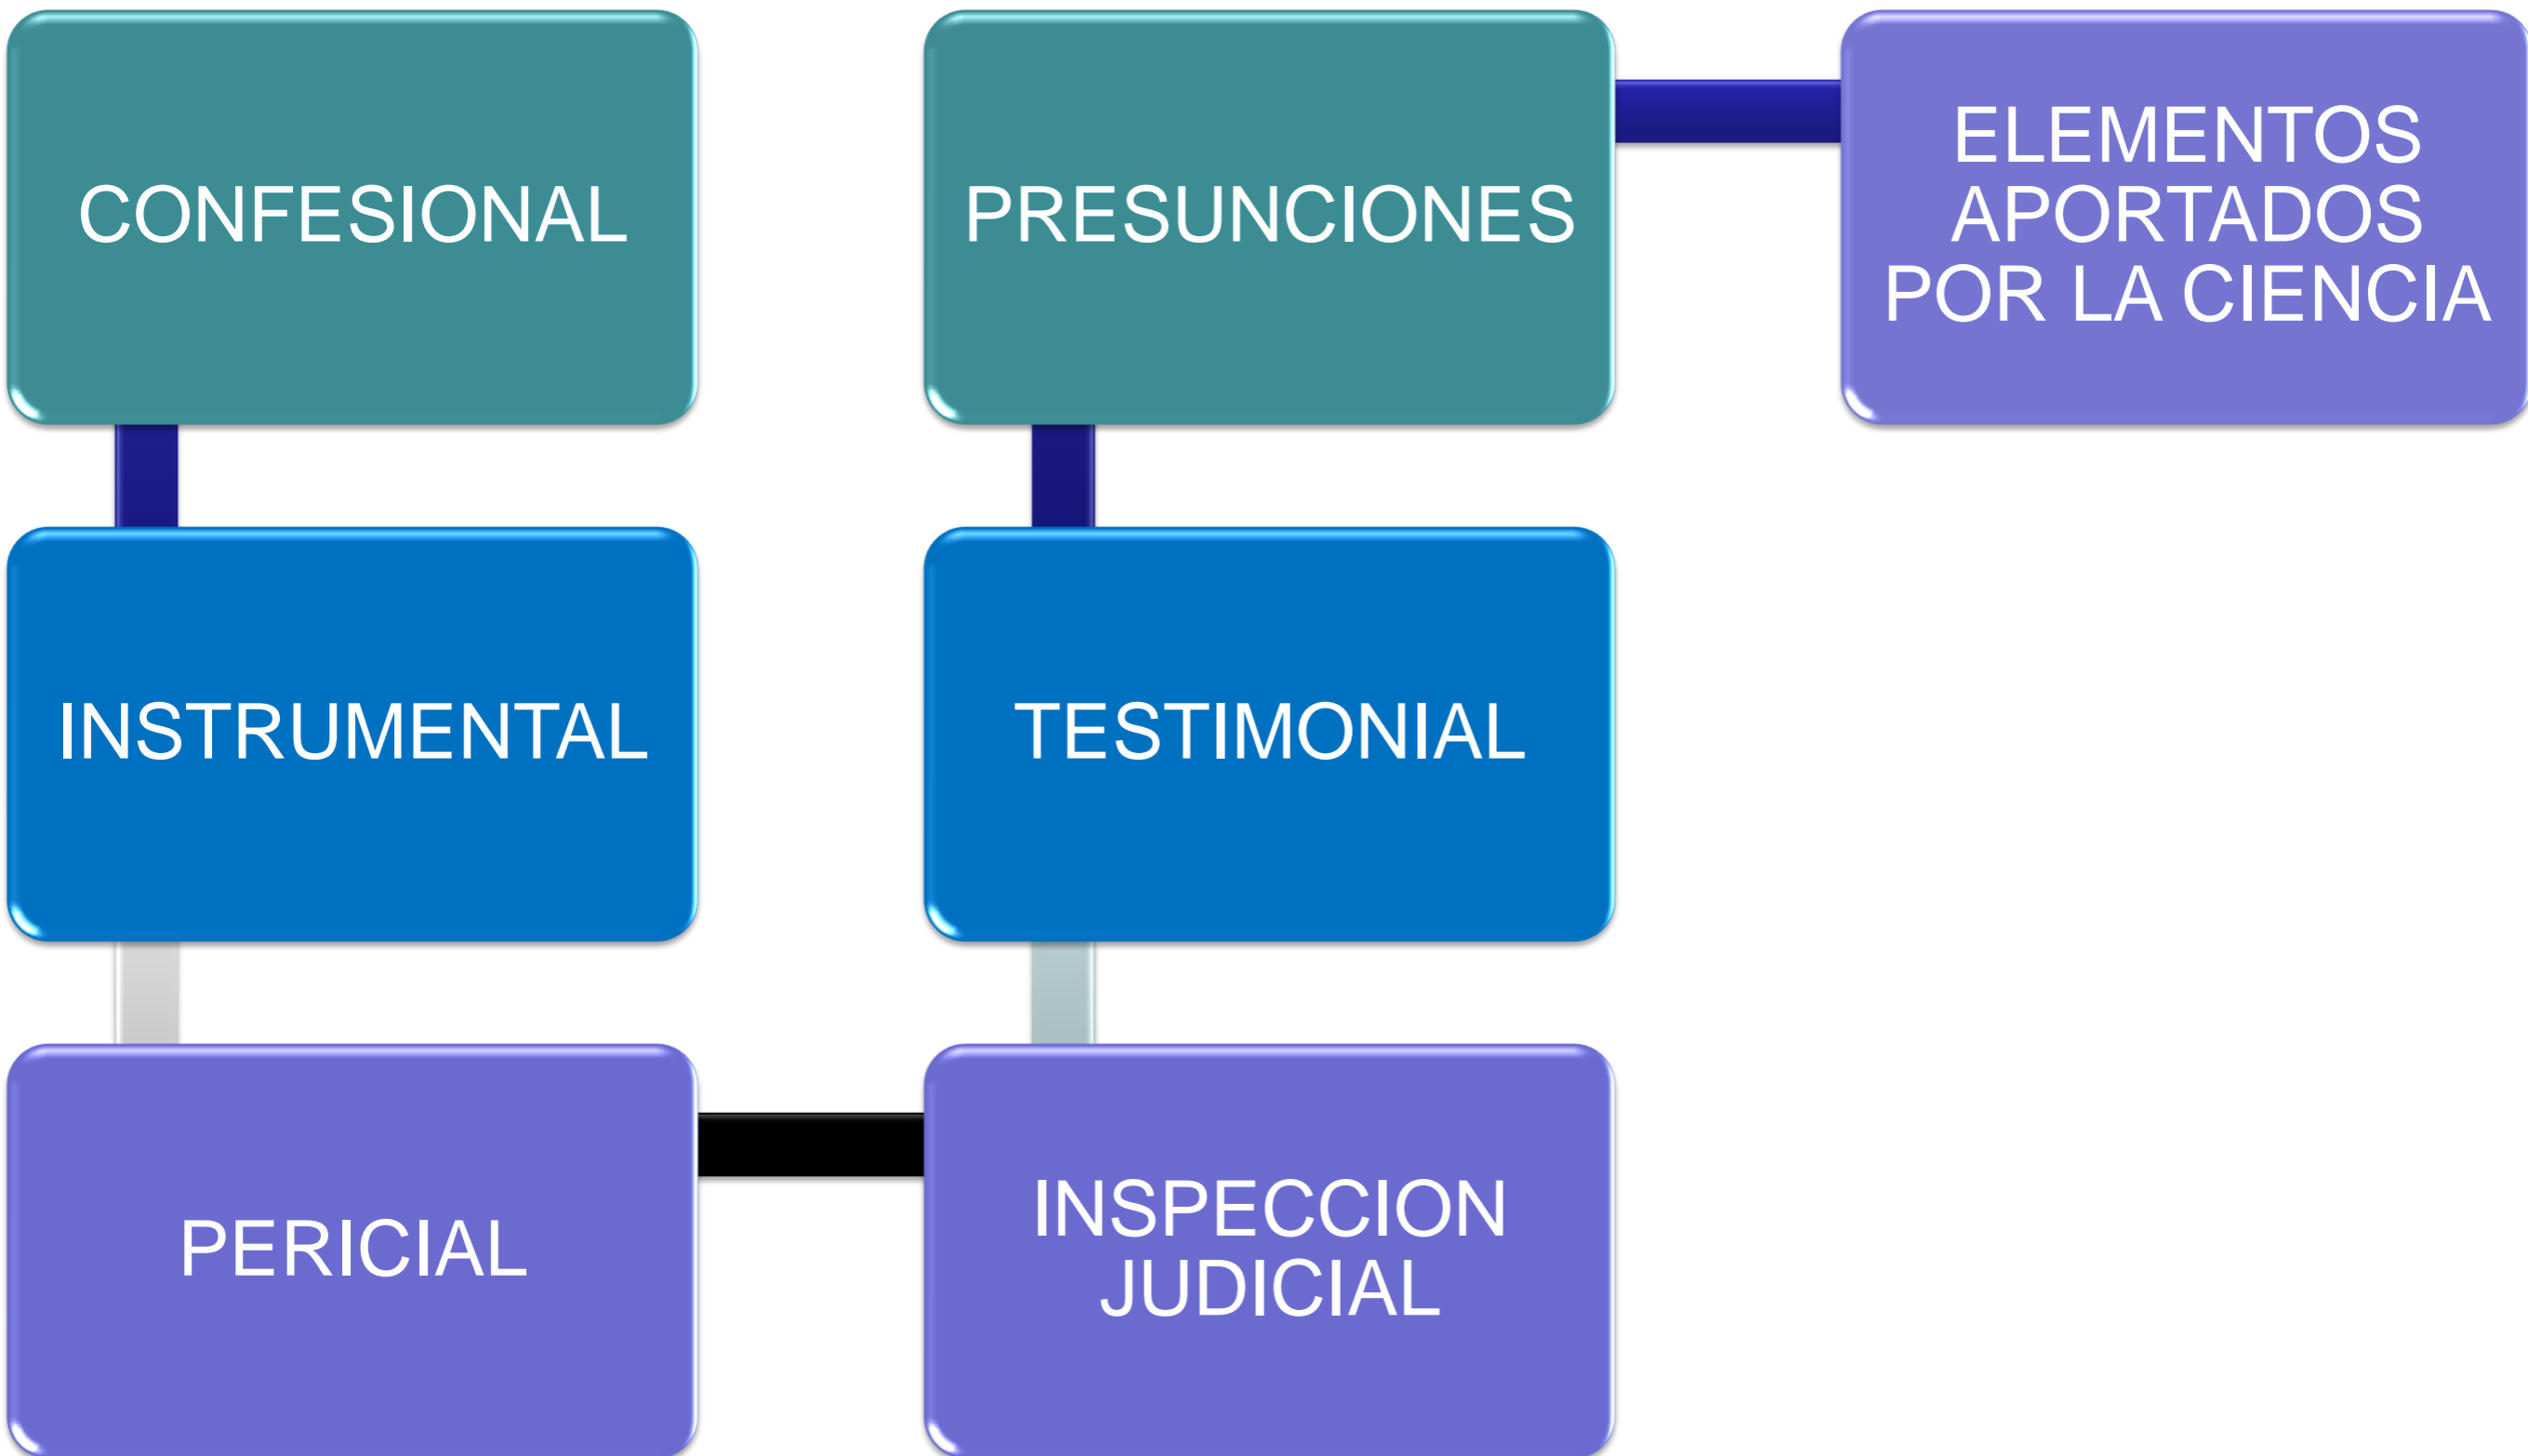 CONFESIONAL
INSTRUMENTAL
PERICIAL
INSPECCION
JUDICIAL
TESTIMONIAL
PRESUNCIONES
ELEMENTOS
APORTADOS
POR LA CIENCIA